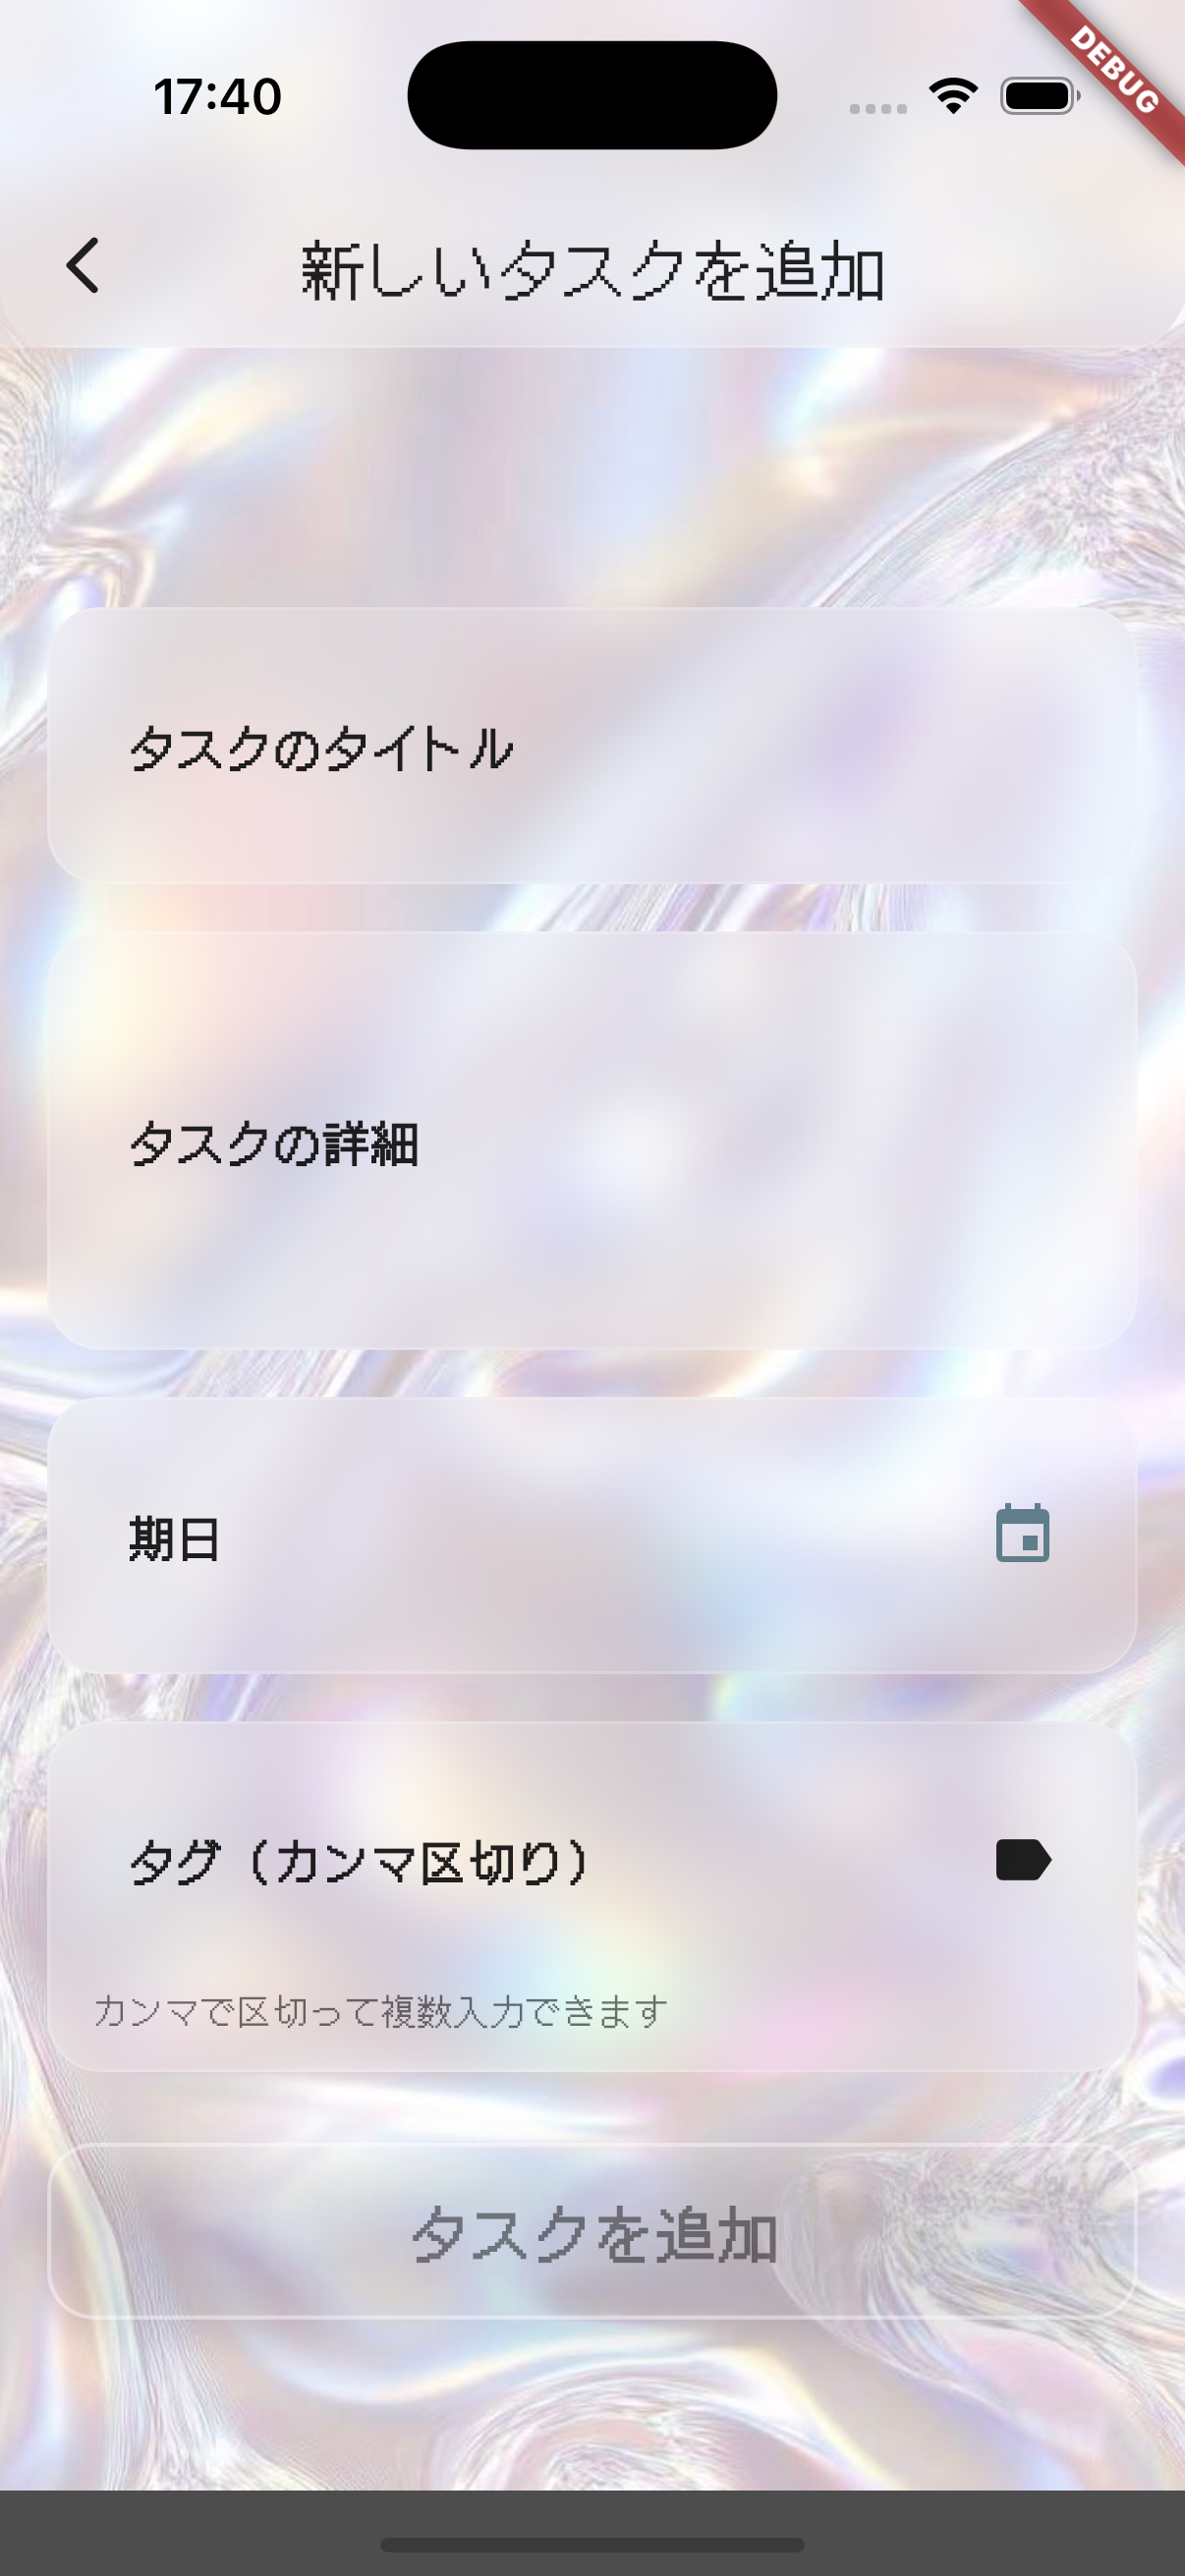 17:40
DEBUG
新しいタスクを追加
タスクのタイトル
タスクの詳細
期日
タグ（カンマ区切り）
カンマで区切って複数入力できます
タスクを追加